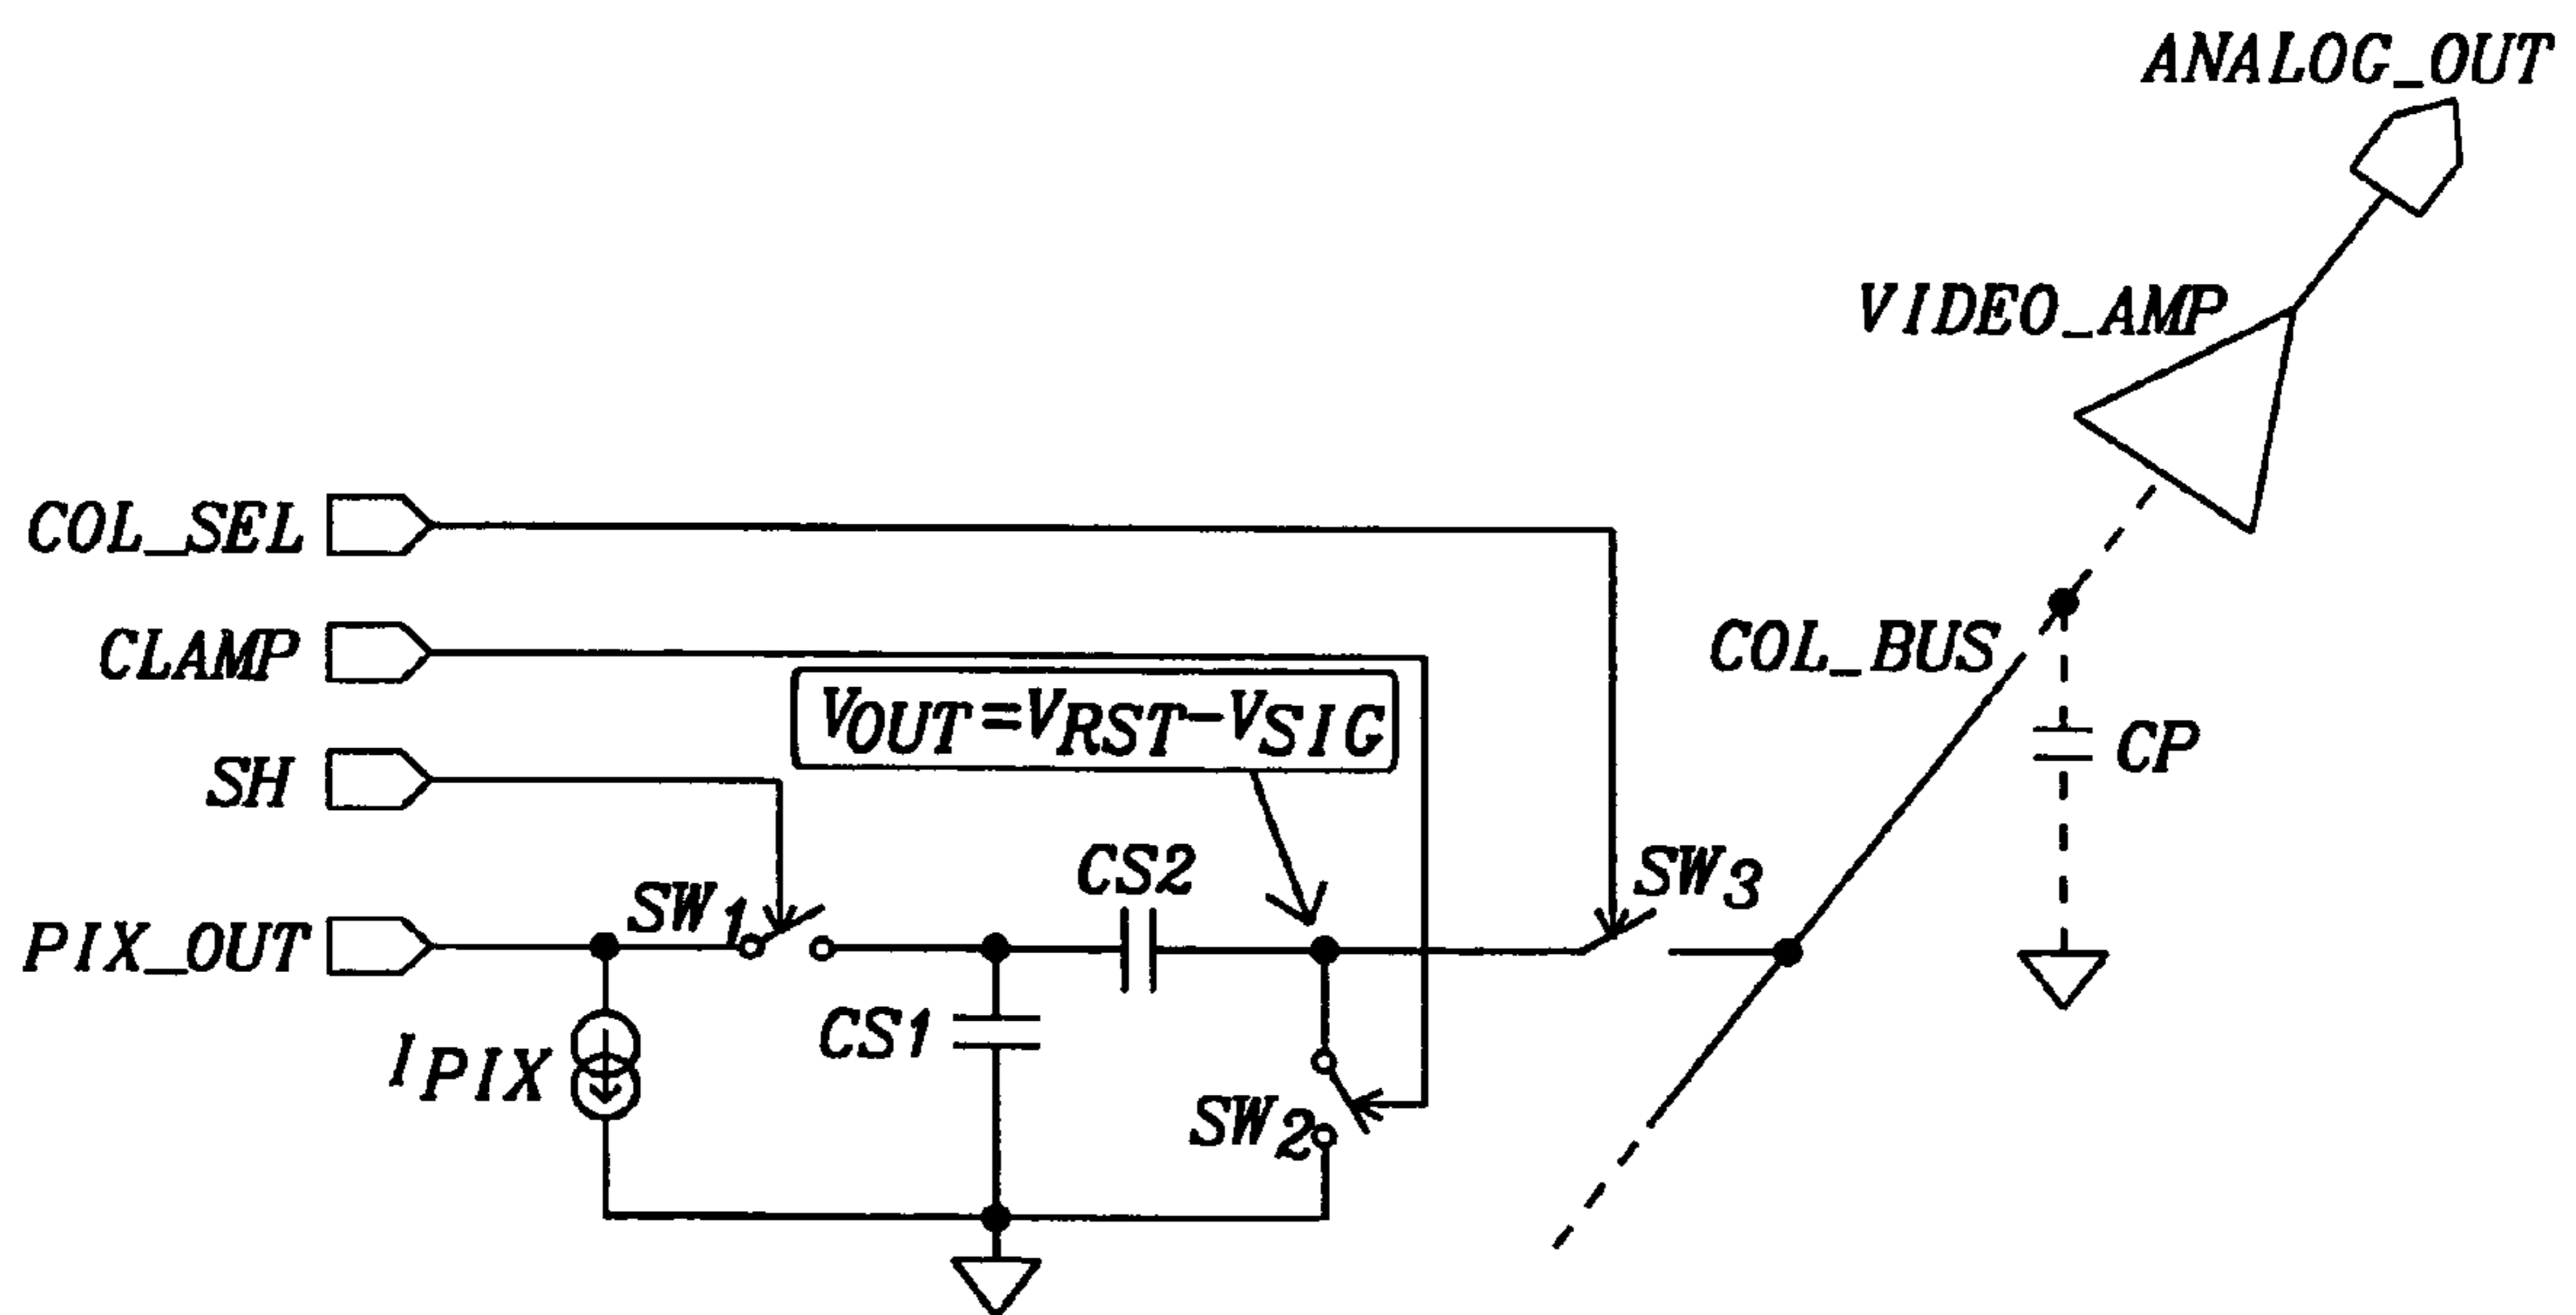 ANALOG_OUT
VIDEO_AMP
COL_SEL
CLAMP
COL_BUS
VOUT=VRST-VSIG
CP
SH
CS2
SW3
SW1
PIX_OUT
CS1
IPIX
SW2